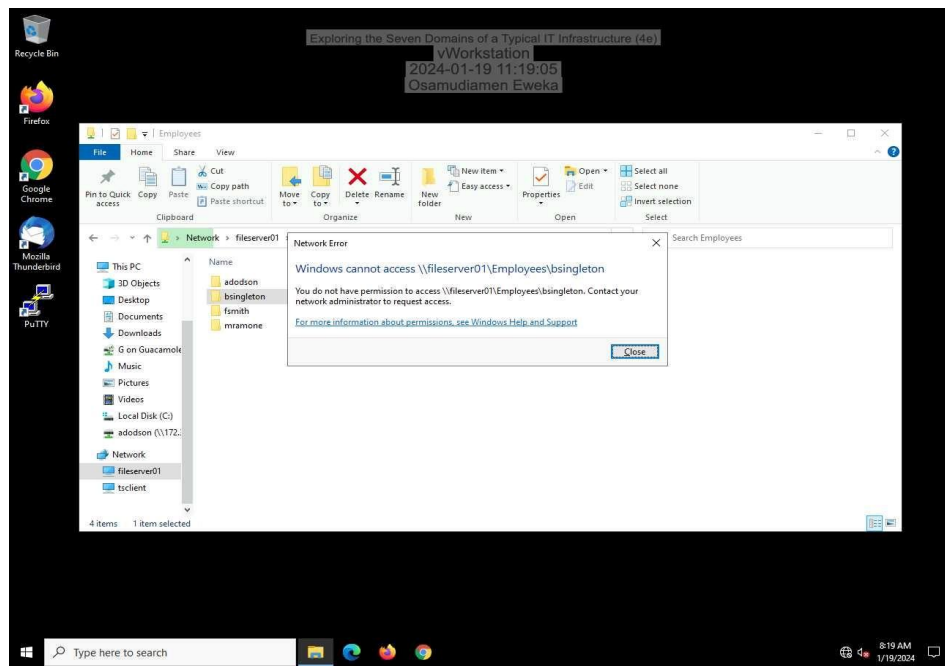 Recycle Bin
Exploring the Seven Domains of a Typical IT Infrastructure (4e)
vWorkstation
2024-01-19 11:19:05
Osamudiamen Eweka
Firefox
Google
Chrome
Mozilla
Thunderbird
PuTTY
Employees
File Home Share View
Pin to Quick
access
Copy
Paste
Cut
Copy path
Paste shortcut
Move
to
Copy
to
Delete
Rename
New
folder
New item
Easy access
Properties
Open
Edit
Select all
Select none
Invert selection
Clipboard Organize New Open Select
Network > fileserver01
Search Employees
This PC
3D Objects
Desktop
Documents
Downloads
G on Guacamole
Music
Pictures
Videos
Local Disk (C:)
adodson (\\172.
Network
fileserver01
tsclient
Name
adodson
bsingleton
fsmith
mramone
Network Error
Windows cannot access \\fileserver01\Employees\bsingleton
You do not have permission to access \\fileserver01\Employees\bsingleton. Contact your
network administrator to request access.
For more information about permissions, see Windows Help and Support
Close
4 items 1 item selected
Type here to search
8:19 AM
1/19/2024